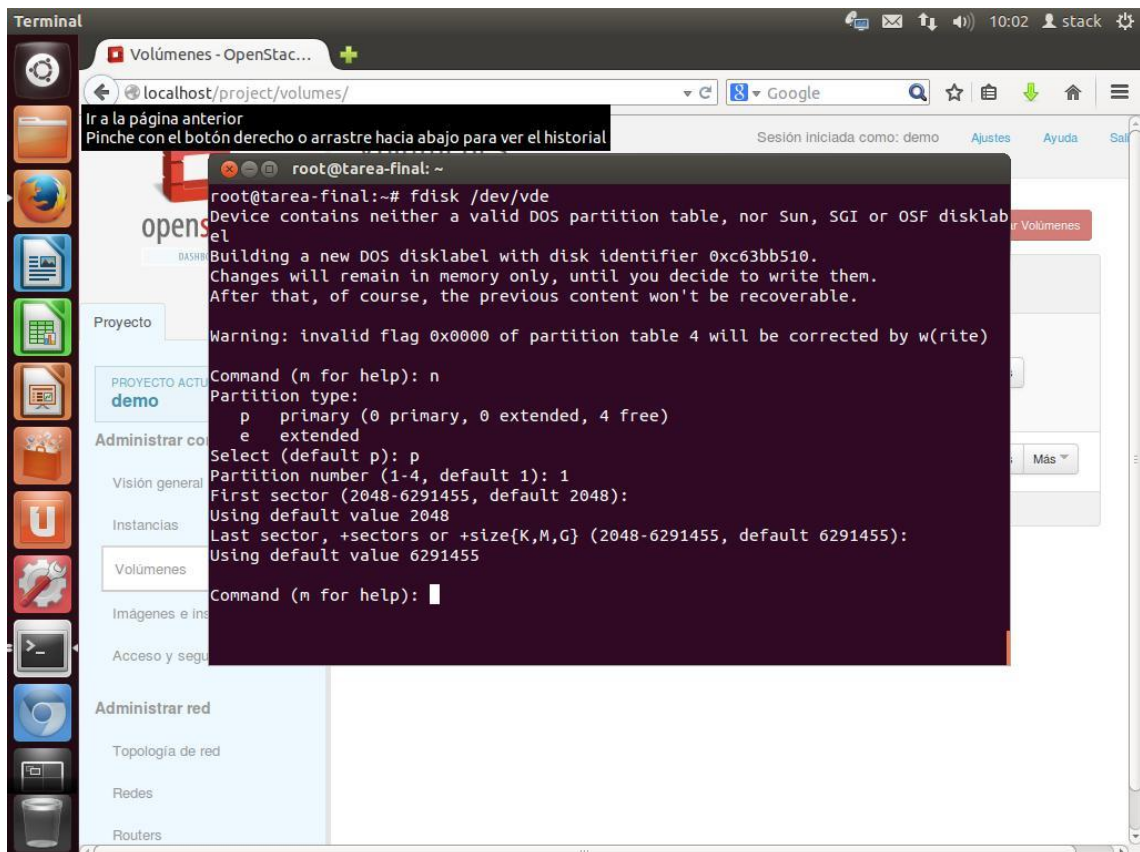 Terminal
10:02
stack
Volúmenes - OpenStac...
localhost/project/volumes/
Google
Ir a la página anterior
Pinche con el botón derecho o arrastre hacia abajo para ver el historial
Sesión iniciada como: demo
Ajustes
Ayuda
root@tarea-final: ~
root@tarea-final:~# fdisk /dev/vde
Device contains neither a valid DOS partition table, nor Sun, SGI or OSF disklab
el
Building a new DOS disklabel with disk identifier 0xc63bb510.
Changes will remain in memory only, until you decide to write them.
After that, of course, the previous content won't be recoverable.
Warning: invalid flag 0x0000 of partition table 4 will be corrected by w(rite)
Command (m for help): n
Partition type:
p primary (0 primary, 0 extended, 4 free)
e extended
Select (default p): p
Partition number (1-4, default 1): 1
First sector (2048-6291455, default 2048):
Using default value 2048
Last sector, +sectors or +size{K,M,G} (2048-6291455, default 6291455):
Using default value 6291455
Command (m for help):
opens
DASHB
Volúmenes
Proyecto
PROYECTO ACTU
demo
Administrar co
Visión general
Instancias
Volúmenes
Imágenes e ins
Acceso y segu
Más
Administrar red
Topología de red
Redes
Routers